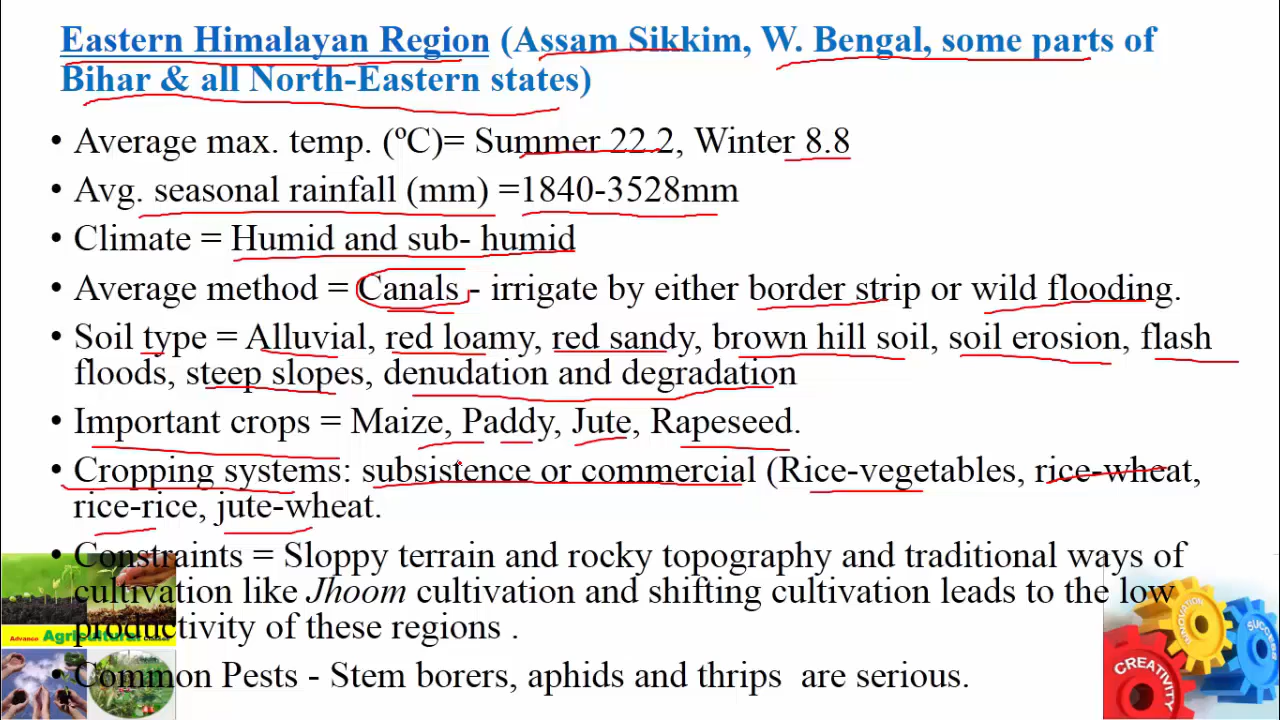 Eastern Himalayan Region (Assam Sikkim, W. Bengal, some parts of
Bihar & all North-Eastern states)
• Average max. temp. (ºC)= Summer 22.2, Winter 8.8
• Avg. seasonal rainfall (mm) =1840-3528mm
• Climate = Humid and sub- humid
• Average method = Canals - irrigate by either border strip or wild flooding.
• Soil type = Alluvial, red loamy, red sandy, brown hill soil, soil erosion, flash
floods, steep slopes, denudation and degradation
• Important crops = Maize, Paddy, Jute, Rapeseed.
• Cropping systems: subsistence or commercial (Rice-vegetables, rice-wheat,
rice-rice, jute-wheat.
• Constraints = Sloppy terrain and rocky topography and traditional ways of
cultivation like Jhoom cultivation and shifting cultivation leads to the low
productivity of these regions .
• Common Pests - Stem borers, aphids and thrips are serious.
Advance Agricultural Classes
INNOVATION
SUCCESS
CREATIVITY